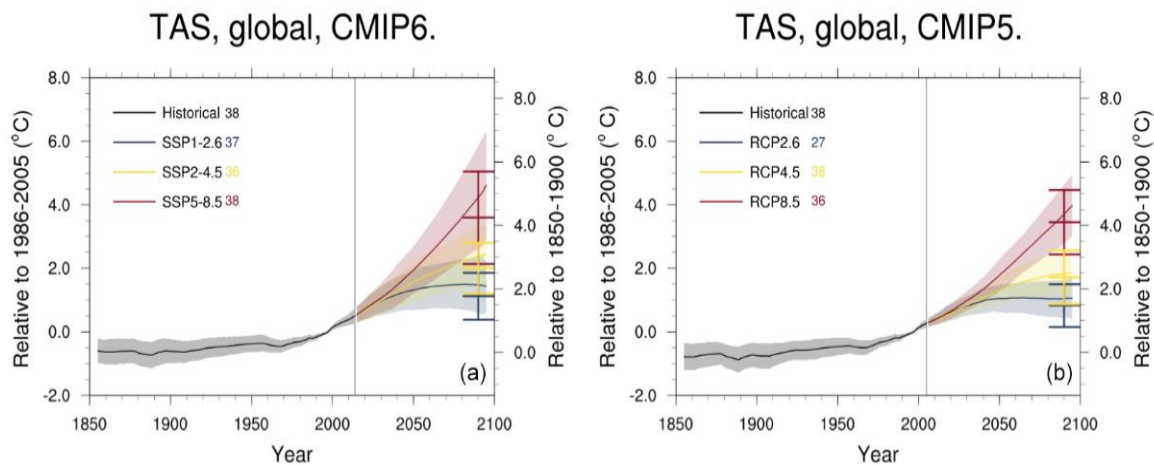 TAS, global, CMIP6.
Relative to 1986-2005 (°C)
8.0
6.0
4.0
2.0
0.0
-2.0
Historical 38
SSP1-2.6 37
SSP2-4.5 36
SSP5-8.5 38
(a)
8.0
6.0
4.0
2.0
0.0
Relative to 1850-1900 (° C)
1850 1900 1950 2000 2050 2100
Year
TAS, global, CMIP5.
Relative to 1986-2005 (°C)
8.0
6.0
4.0
2.0
0.0
-2.0
Historical 38
RCP2.6 27
RCP4.5 38
RCP8.5 36
(b)
8.0
6.0
4.0
2.0
0.0
Relative to 1850-1900 (° C)
1850 1900 1950 2000 2050 2100
Year